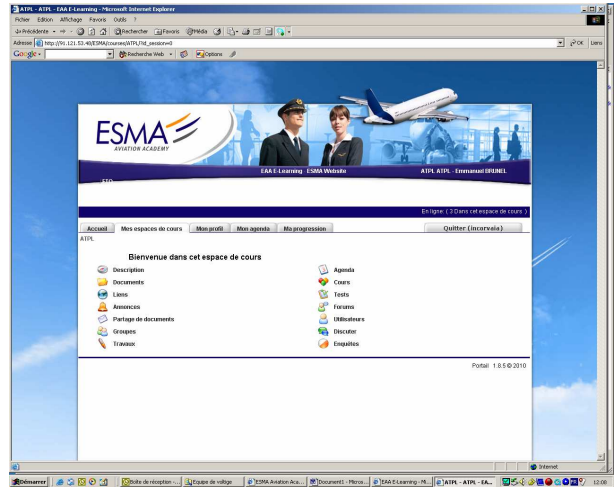 ATPL - ATPL - EAA E-Learning - Microsoft Internet Explorer
Fichier Edition Affichage Favoris Outils ?
Précédente Recherche Favoris Média
Adresse http://91.121.53.40/ESMA/courses/ATPL/?id_session=0 OK Liens
Google Recherche Web Options
ESMA
AVIATION ACADEMY
EAA E-Learning ESMA Website ATPL ATPL - Emmanuel BRUNEL
En ligne: ( 3 Dans cet espace de cours )
Accueil Mes espaces de cours Mon profil Mon agenda Ma progression Quitter (incorvaia)
ATPL
Bienvenue dans cet espace de cours
Description Agenda
Documents Cours
Liens Tests
Annonces Forums
Partage de documents Utilisateurs
Groupes Discuter
Travaux Enquêtes
Portail 1.8.5 © 2010
Internet
Démarrer Boîte de réception -... Equipe de voltige ESMA Aviation Aca... Document1 - Micros... EAA E-Learning - M... ATPL - ATPL - EA... 12:08